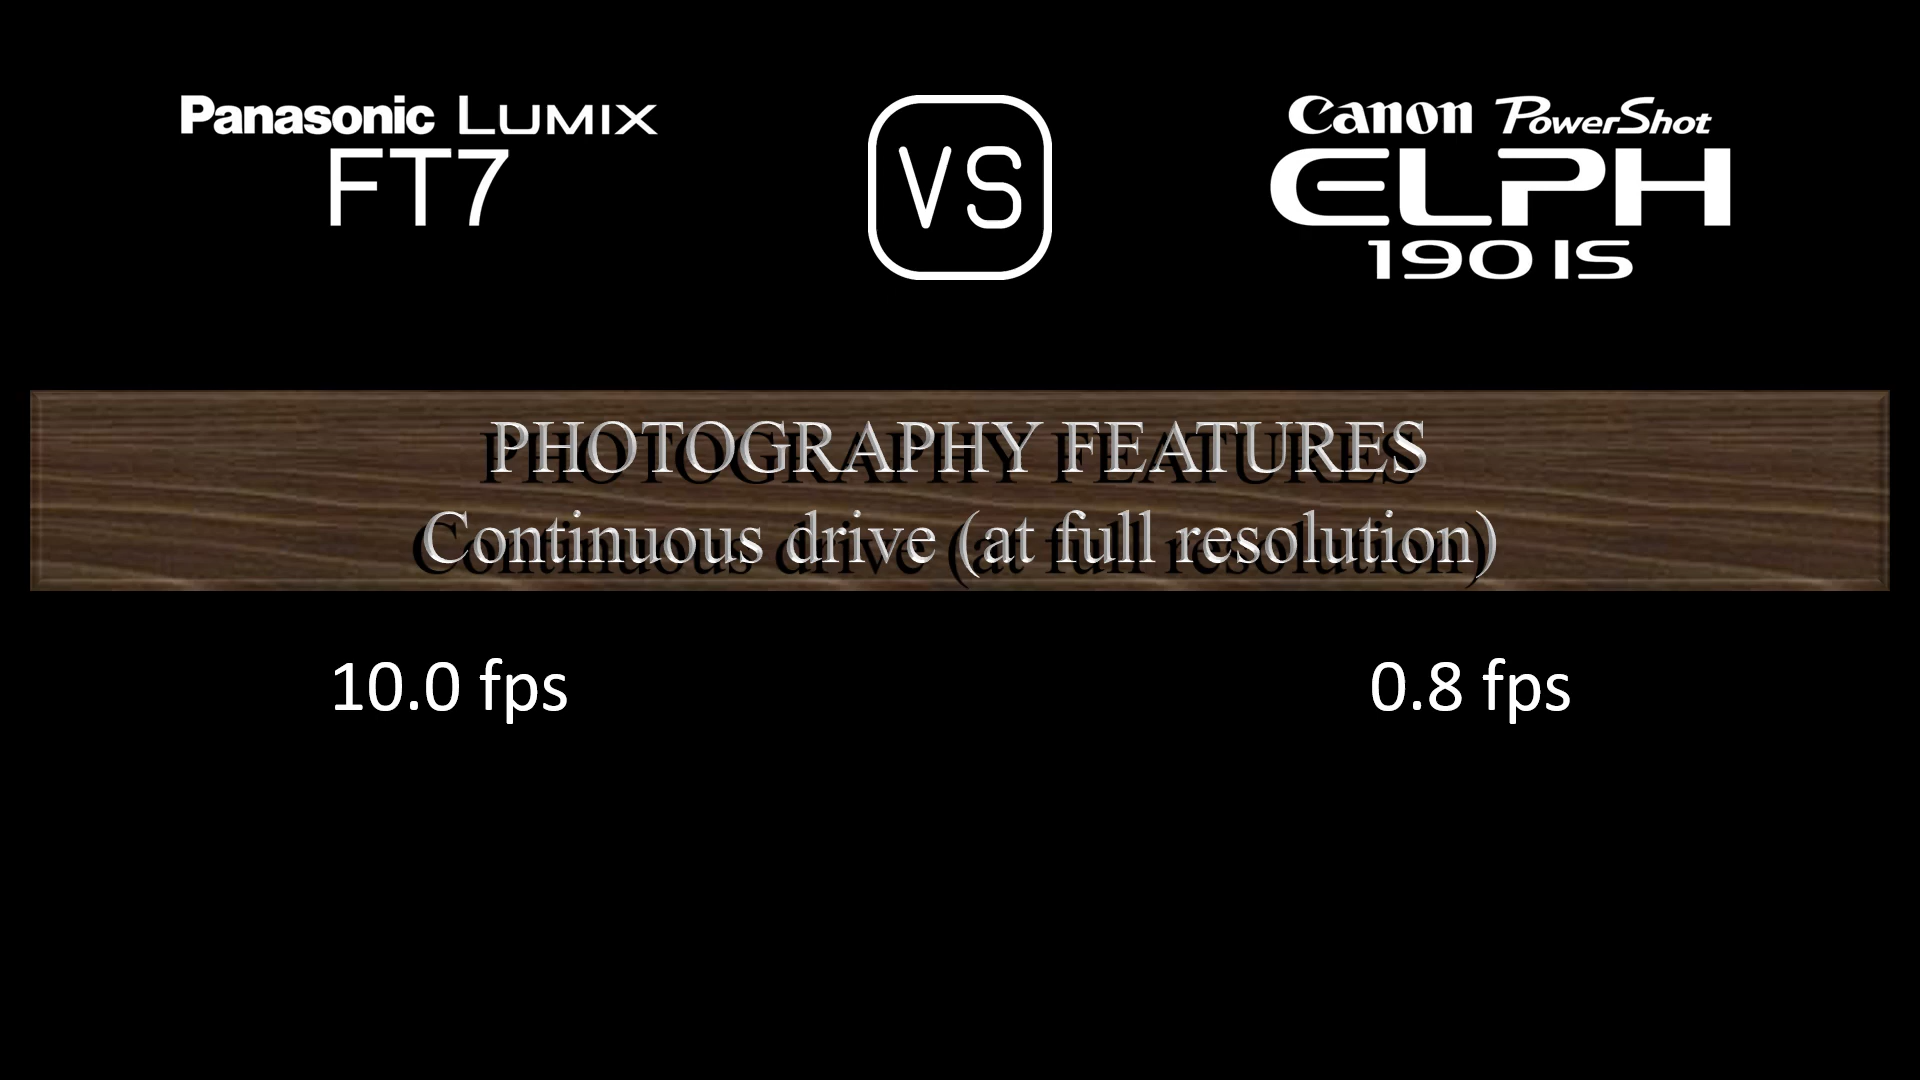 Panasonic LUMIX
FT7
VS
Canon PowerShot
ELPH
190 IS
PHOTOGRAPHY FEATURES
Continuous drive (at full resolution)
10.0 fps
0.8 fps